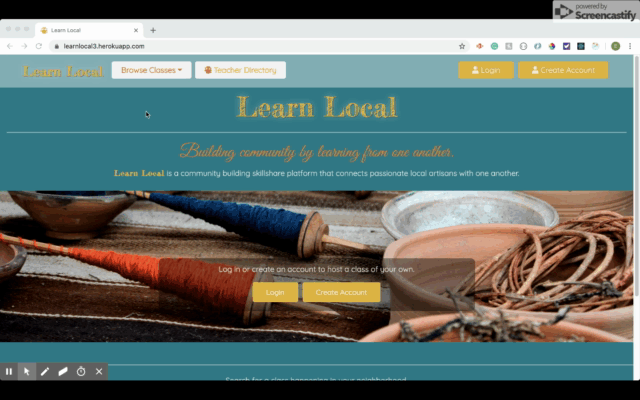 powered by
Screencastify
Learn Local
learnlocal3.herokuapp.com
Learn Local
Browse Classes
Teacher Directory
Login
Create Account
Learn Local
Building community by learning from one another.
Learn Local is a community building skillshare platform that connects passionate local artisans with one another.
Log in or create an account to host a class of your own.
Login
Create Account
Search for a class happening in your neighborhood